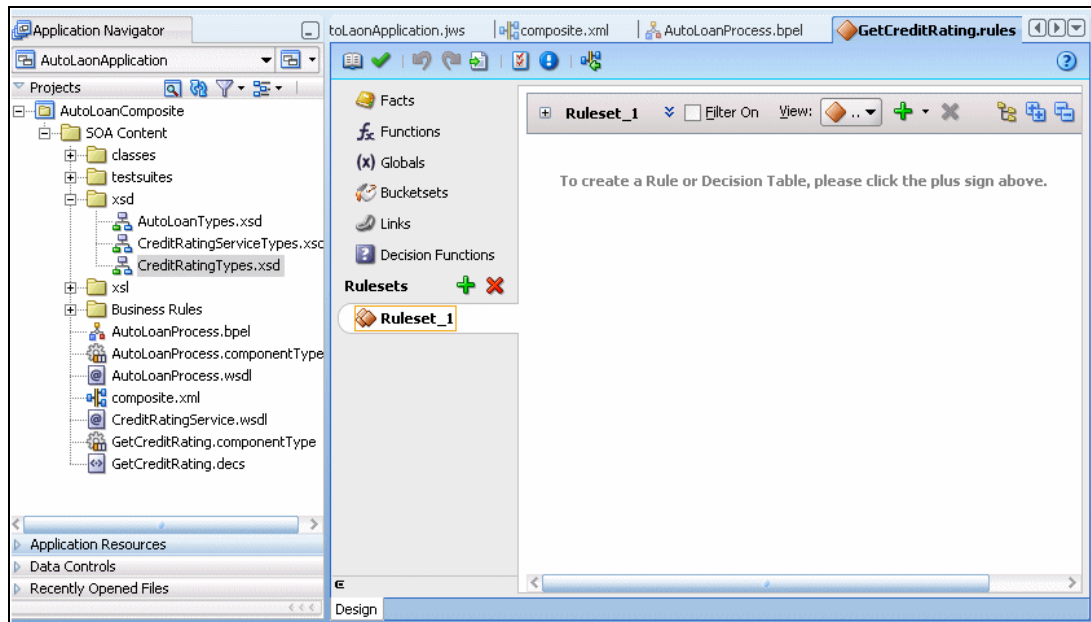 Application Navigator
AutoLaonApplication
Projects
AutoLoanComposite
SOA Content
classes
testsuites
xsd
AutoLoanTypes.xsd
CreditRatingServiceTypes.xsd
CreditRatingTypes.xsd
xsl
Business Rules
AutoLoanProcess.bpel
AutoLoanProcess.componentType
AutoLoanProcess.wsdl
composite.xml
CreditRatingService.wsdl
GetCreditRating.componentType
GetCreditRating.decs
Application Resources
Data Controls
Recently Opened Files
toLaonApplication.jws
composite.xml
AutoLoanProcess.bpel
GetCreditRating.rules
Facts
Functions
(x) Globals
Bucketsets
Links
Decision Functions
Rulesets
Ruleset_1
Ruleset_1
Filter On
View:
..
To create a Rule or Decision Table, please click the plus sign above.
Design